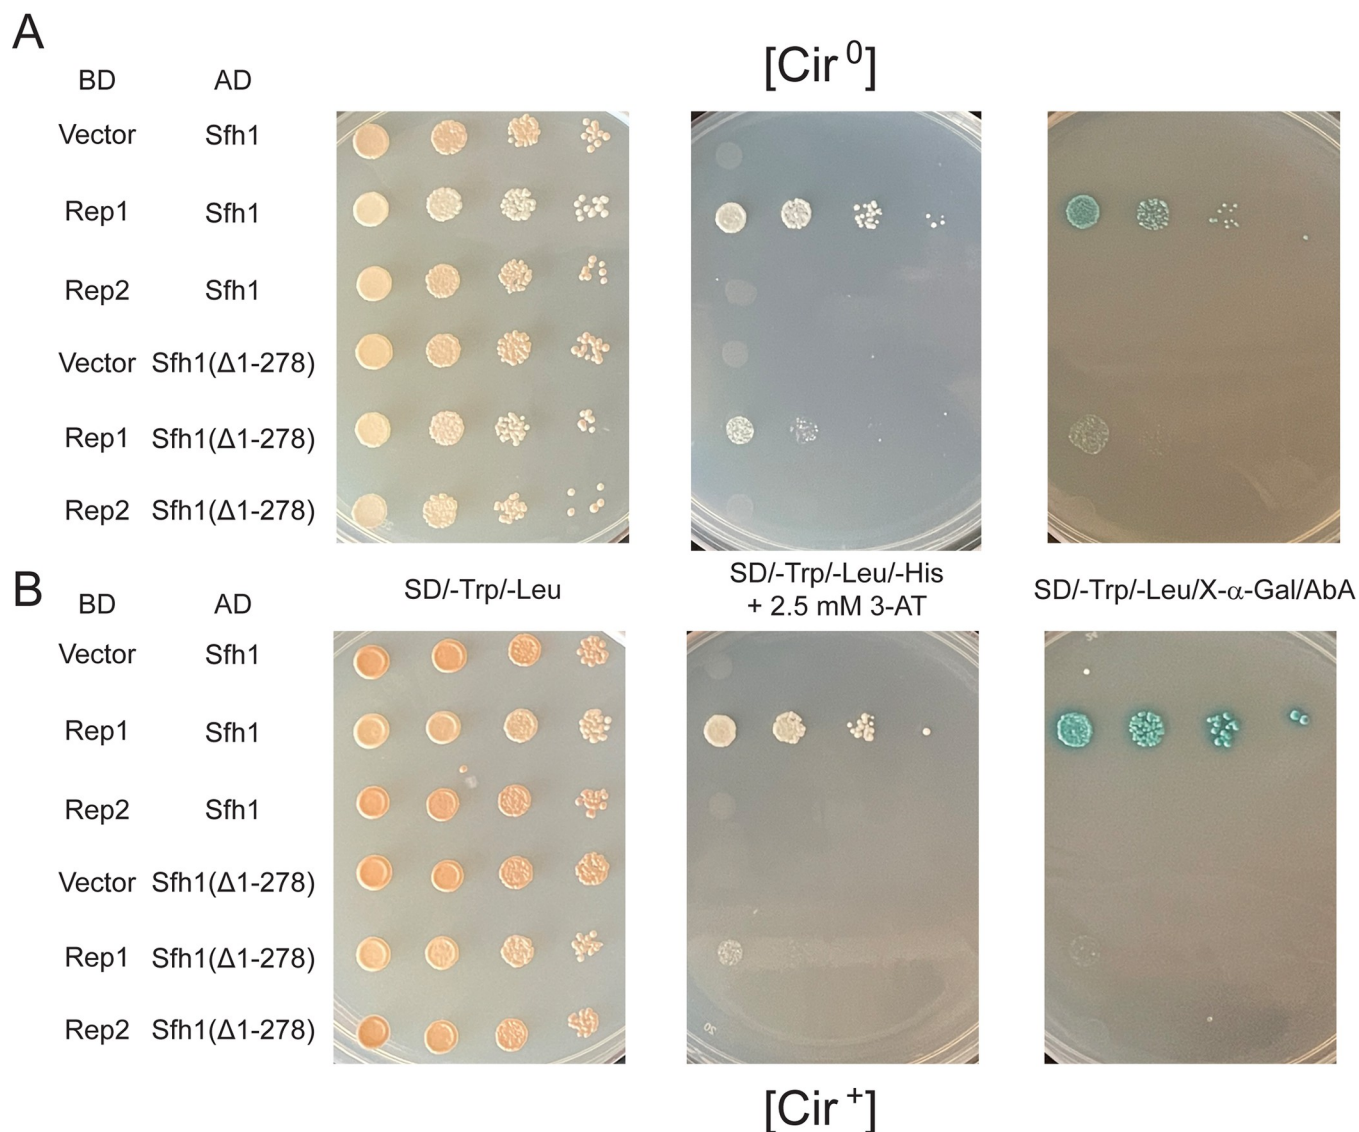 A
[Cir⁰]
BD AD
Vector Sfh1
Rep1 Sfh1
Rep2 Sfh1
Vector Sfh1(Δ1-278)
Rep1 Sfh1(Δ1-278)
Rep2 Sfh1(Δ1-278)
SD/-Trp/-Leu
SD/-Trp/-Leu/-His
+ 2.5 mM 3-AT
SD/-Trp/-Leu/X-α-Gal/AbA
B
BD AD
Vector Sfh1
Rep1 Sfh1
Rep2 Sfh1
Vector Sfh1(Δ1-278)
Rep1 Sfh1(Δ1-278)
Rep2 Sfh1(Δ1-278)
[Cir⁺]